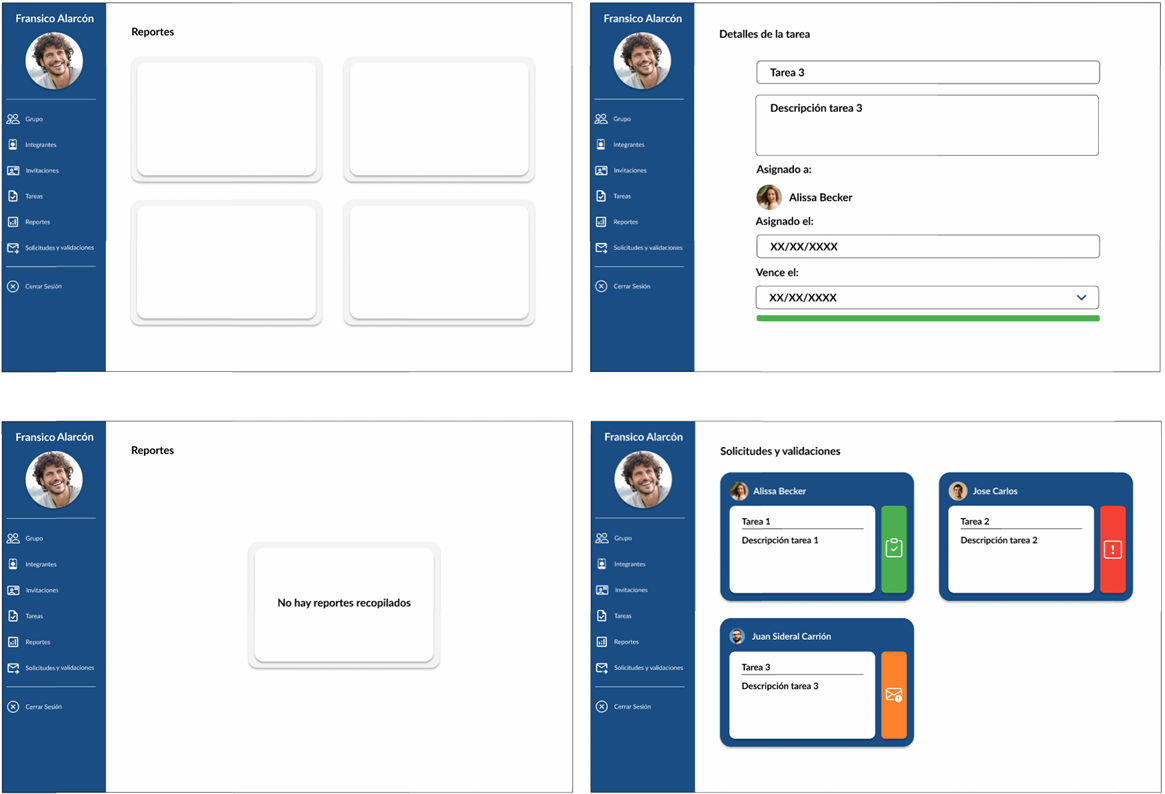 Fransico Alarcón
Grupo
Integrantes
Invitaciones
Tareas
Reportes
Solicitudes y validaciones
Cerrar Sesión
Reportes
Fransico Alarcón
Grupo
Integrantes
Invitaciones
Tareas
Reportes
Solicitudes y validaciones
Cerrar Sesión
Detalles de la tarea
Tarea 3
Descripción tarea 3
Asignado a:
Alissa Becker
Asignado el:
XX/XX/XXXX
Vence el:
XX/XX/XXXX
Fransico Alarcón
Grupo
Integrantes
Invitaciones
Tareas
Reportes
Solicitudes y validaciones
Cerrar Sesión
Reportes
No hay reportes recopilados
Fransico Alarcón
Grupo
Integrantes
Invitaciones
Tareas
Reportes
Solicitudes y validaciones
Cerrar Sesión
Solicitudes y validaciones
Alissa Becker
Tarea 1
Descripción tarea 1
Jose Carlos
Tarea 2
Descripción tarea 2
Juan Sideral Carrión
Tarea 3
Descripción tarea 3